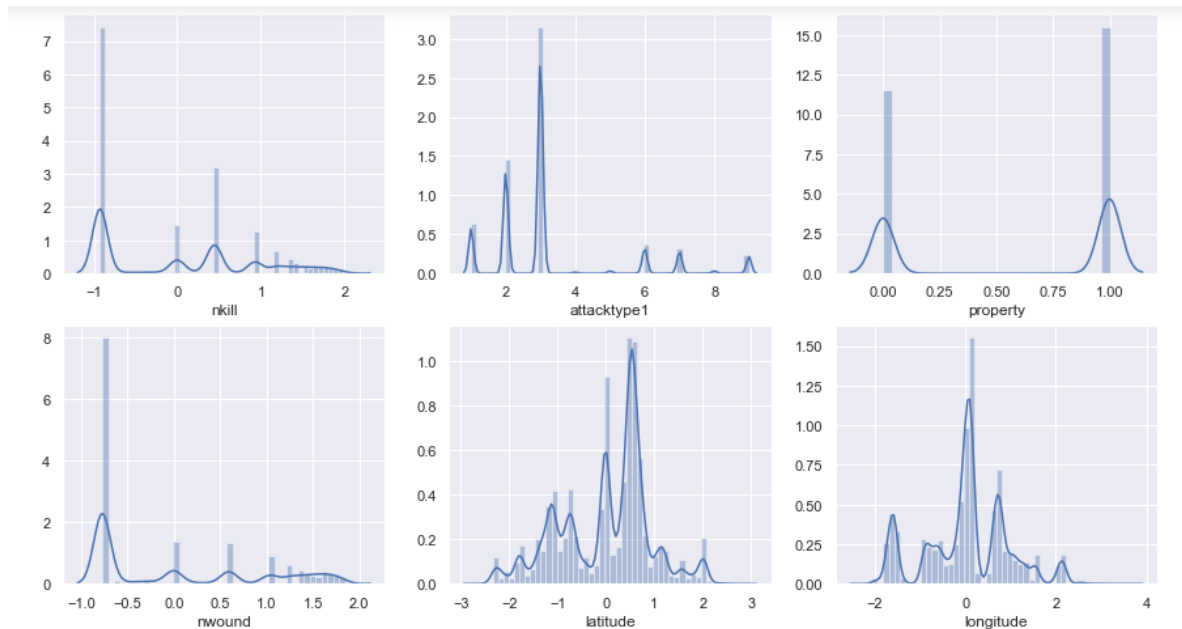 7 6 5 4 3 2 1 0
−1 0 1 2
nkill
3.0 2.5 2.0 1.5 1.0 0.5 0.0
2 4 6 8
attacktype1
15.0 12.5 10.0 7.5 5.0 2.5 0.0
0.00 0.25 0.50 0.75 1.00
property
8 6 4 2 0
−1.0 −0.5 0.0 0.5 1.0 1.5 2.0
nwound
1.0 0.8 0.6 0.4 0.2 0.0
−3 −2 −1 0 1 2 3
latitude
1.50 1.25 1.00 0.75 0.50 0.25 0.00
−2 0 2 4
longitude